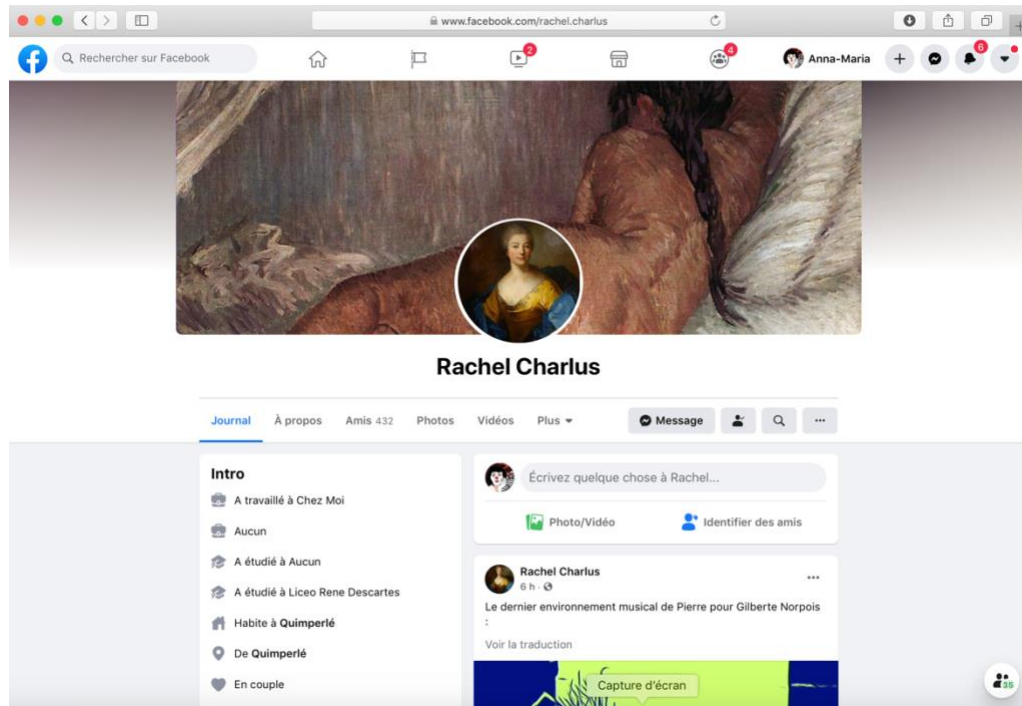 www.facebook.com/rachel.charlus
Rechercher sur Facebook
2
4
Anna-Maria
6
Rachel Charlus
Journal À propos Amis 432 Photos Vidéos Plus Message
Intro
A travaillé à Chez Moi
Aucun
A étudié à Aucun
A étudié à Liceo Rene Descartes
Habite à Quimperlé
De Quimperlé
En couple
Écrivez quelque chose à Rachel...
Photo/Vidéo Identifier des amis
Rachel Charlus
6 h ·
Le dernier environnement musical de Pierre pour Gilberte Norpois
:
Voir la traduction
Capture d'écran
35